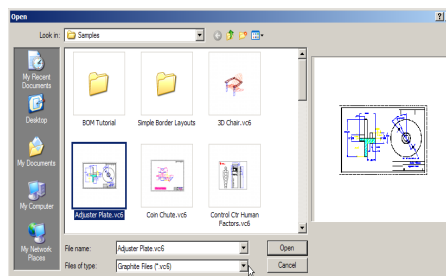 Open
Look in:
Samples
My Recent
Documents
Desktop
My Documents
My Computer
My Network
Places
BOM Tutorial
Simple Border Layouts
3D Chair.vc6
Adjuster Plate.vc6
Coin Chute.vc6
Control Ctr Human
Factors.vc6
File name:
Adjuster Plate.vc6
Open
Files of type:
Graphite Files (*.vc6)
Cancel